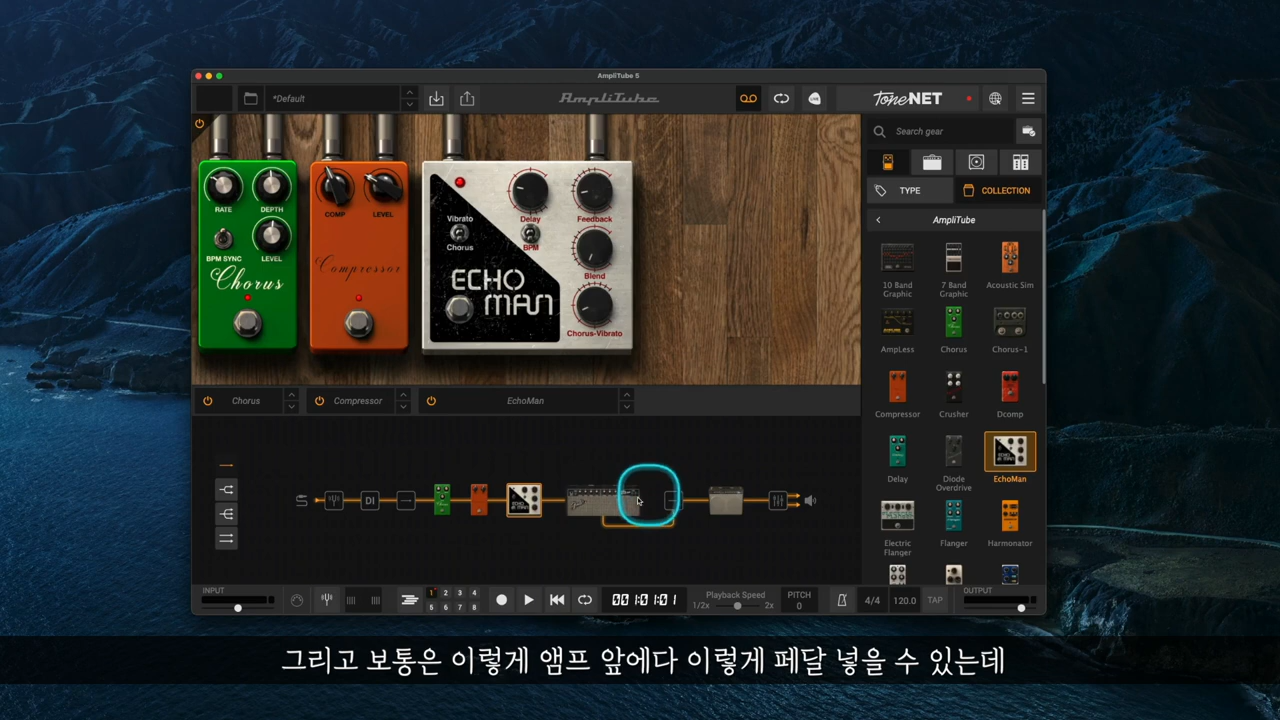 AmpliTube 5
*Default
AmpliTube
LIVE
ToneNET
Search gear
TYPE
COLLECTION
AmpliTube
RATE
DEPTH
BPM SYNC
LEVEL
Chorus
COMP
LEVEL
Compressor
Vibrato
Chorus
Delay
BPM
Feedback
Blend
Chorus-Vibrato
ECHO
MAN
10 Band
Graphic
7 Band
Graphic
Acoustic Sim
AmpLess
Chorus
Chorus-1
Compressor
Crusher
Dcomp
Delay
Diode
Overdrive
EchoMan
Electric
Flanger
Flanger
Harmonator
Chorus
Compressor
EchoMan
DI
INPUT
1 2 3 4
5 6 7 8
001:01:01
Playback Speed
1/2x
2x
PITCH
0
4/4
120.0
TAP
OUTPUT
그리고 보통은 이렇게 앰프 앞에다 이렇게 페달 넣을 수 있는데